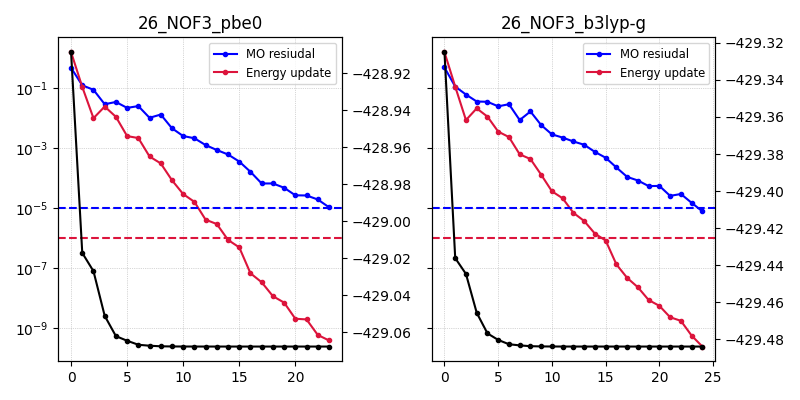 26_NOF3_pbe0
26_NOF3_b3lyp-g
MO resiudal
Energy update
MO resiudal
Energy update
10⁻¹
10⁻³
10⁻⁵
10⁻⁷
10⁻⁹
−428.92
−428.94
−428.96
−428.98
−429.00
−429.02
−429.04
−429.06
−429.32
−429.34
−429.36
−429.38
−429.40
−429.42
−429.44
−429.46
−429.48
0 5 10 15 20
0 5 10 15 20 25